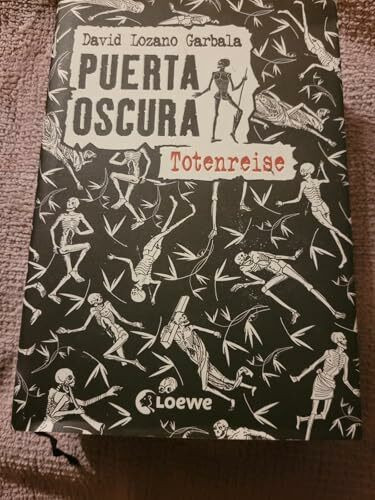 David Lozano Garbala
PUERTA
OSCURA
Totenreise
Loewe